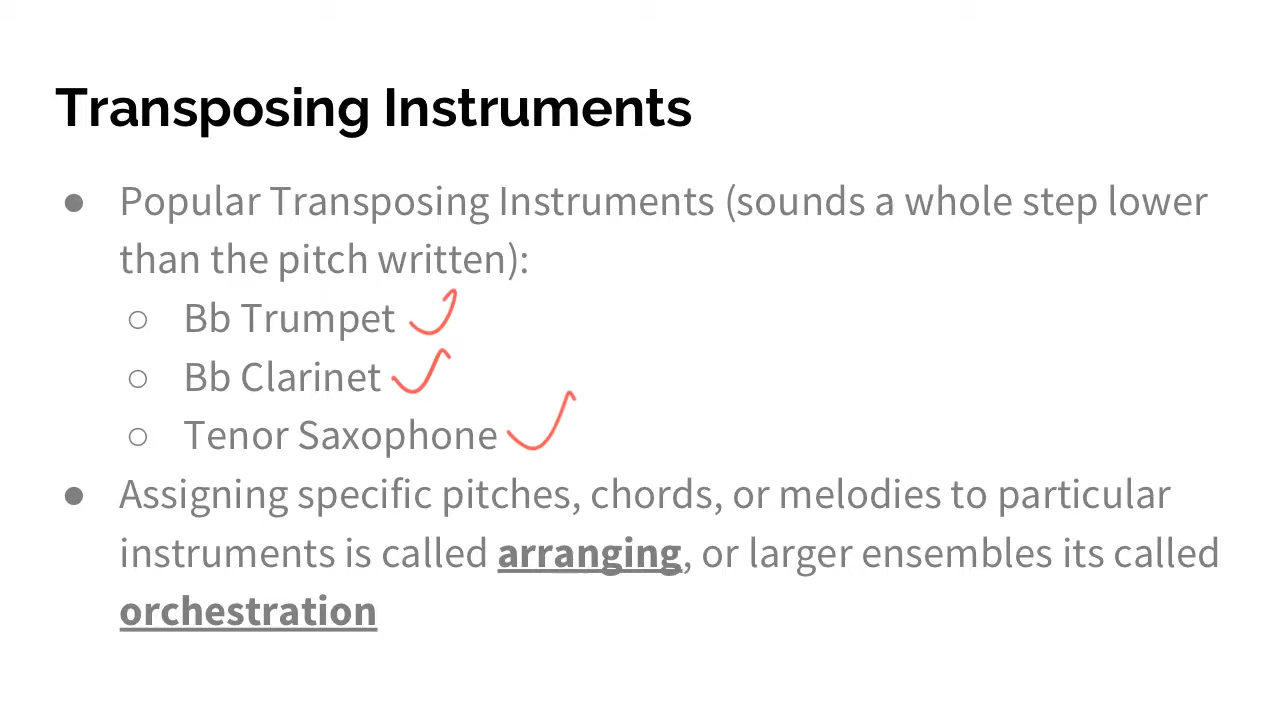 Transposing Instruments
● Popular Transposing Instruments (sounds a whole step lower
than the pitch written):
○ Bb Trumpet
○ Bb Clarinet
○ Tenor Saxophone
● Assigning specific pitches, chords, or melodies to particular
instruments is called arranging, or larger ensembles its called
orchestration